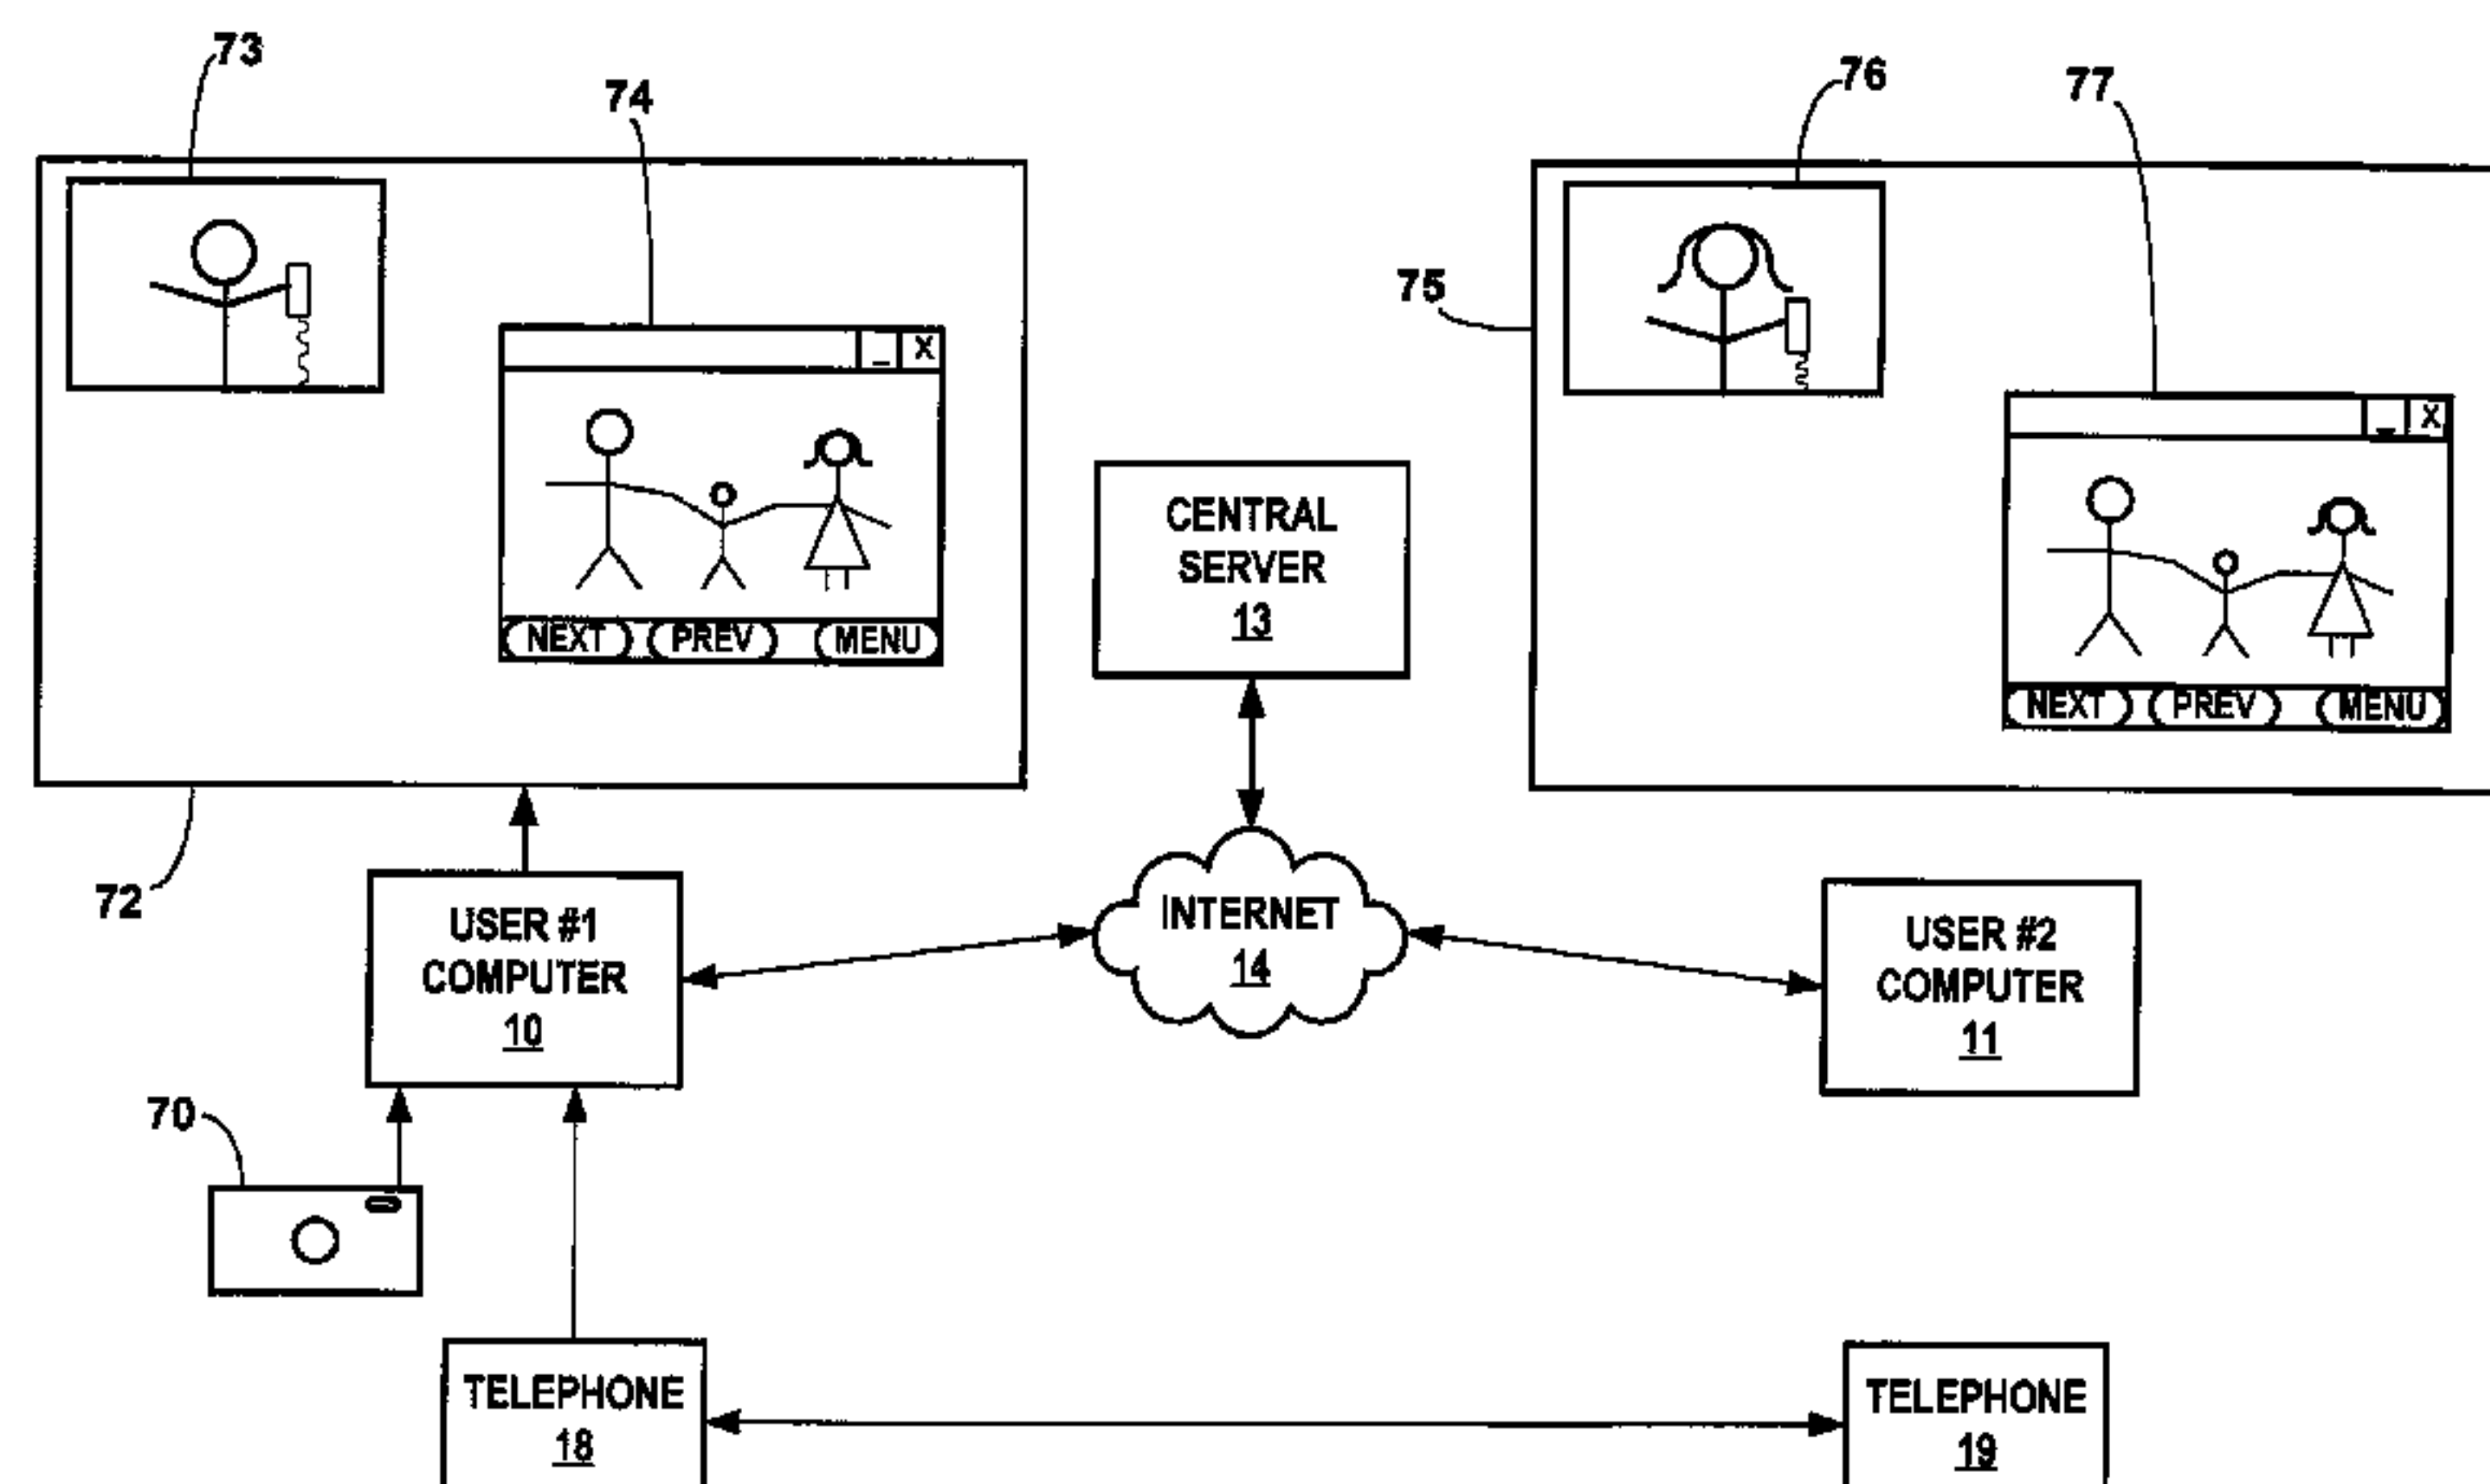 73
74
76
77
75
_ X
_ X
CENTRAL
SERVER
13
NEXT PREV MENU
NEXT PREV MENU
72
USER #1
COMPUTER
10
INTERNET
14
USER #2
COMPUTER
11
70
TELEPHONE
18
TELEPHONE
19